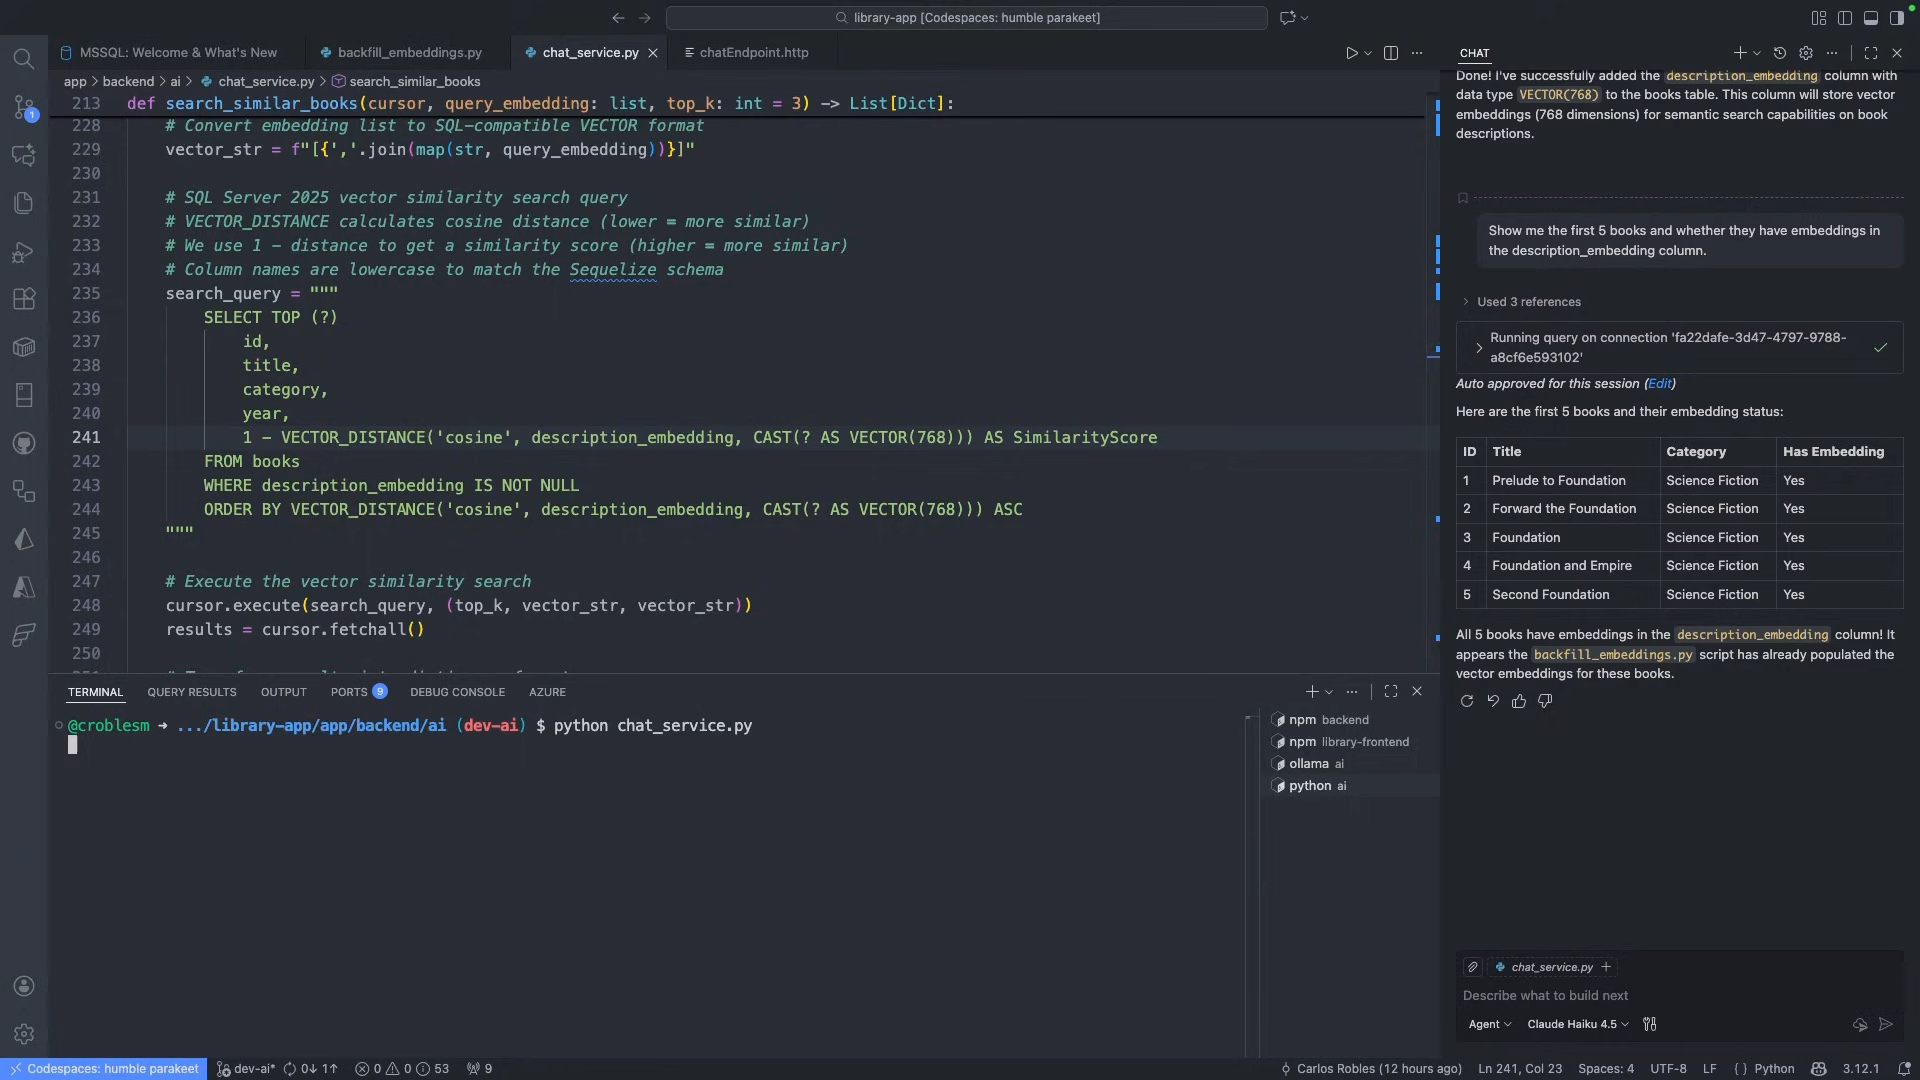 library-app [Codespaces: humble parakeet]
MSSQL: Welcome & What's New
backfill_embeddings.py
chat_service.py
chatEndpoint.http
app > backend > ai > chat_service.py > search_similar_books
213 def search_similar_books(cursor, query_embedding: list, top_k: int = 3) -> List[Dict]:
228 # Convert embedding list to SQL-compatible VECTOR format
229 vector_str = f"[{','.join(map(str, query_embedding))}]"
230
231 # SQL Server 2025 vector similarity search query
232 # VECTOR_DISTANCE calculates cosine distance (lower = more similar)
233 # We use 1 - distance to get a similarity score (higher = more similar)
234 # Column names are lowercase to match the Sequelize schema
235 search_query = """
236 SELECT TOP (?)
237 id,
238 title,
239 category,
240 year,
241 1 - VECTOR_DISTANCE('cosine', description_embedding, CAST(? AS VECTOR(768))) AS SimilarityScore
242 FROM books
243 WHERE description_embedding IS NOT NULL
244 ORDER BY VECTOR_DISTANCE('cosine', description_embedding, CAST(? AS VECTOR(768))) ASC
245 """
246
247 # Execute the vector similarity search
248 cursor.execute(search_query, (top_k, vector_str, vector_str))
249 results = cursor.fetchall()
250
TERMINAL QUERY RESULTS OUTPUT PORTS 9 DEBUG CONSOLE AZURE
@croblesm → .../library-app/app/backend/ai (dev-ai) $ python chat_service.py
npm backend
npm library-frontend
ollama ai
python ai
CHAT
Done! I've successfully added the description_embedding column with
data type VECTOR(768) to the books table. This column will store vector
embeddings (768 dimensions) for semantic search capabilities on book
descriptions.
Show me the first 5 books and whether they have embeddings in
the description_embedding column.
Used 3 references
Running query on connection 'fa22dafe-3d47-4797-9788-
a8cf6e593102'
Auto approved for this session (Edit)
Here are the first 5 books and their embedding status:
ID Title Category Has Embedding
1 Prelude to Foundation Science Fiction Yes
2 Forward the Foundation Science Fiction Yes
3 Foundation Science Fiction Yes
4 Foundation and Empire Science Fiction Yes
5 Second Foundation Science Fiction Yes
All 5 books have embeddings in the description_embedding column! It
appears the backfill_embeddings.py script has already populated the
vector embeddings for these books.
chat_service.py
Describe what to build next
Agent Claude Haiku 4.5
1
Codespaces: humble parakeet dev-ai* 0↓ 1↑ 0 0 53 9 Carlos Robles (12 hours ago) Ln 241, Col 23 Spaces: 4 UTF-8 LF { } Python 3.12.1